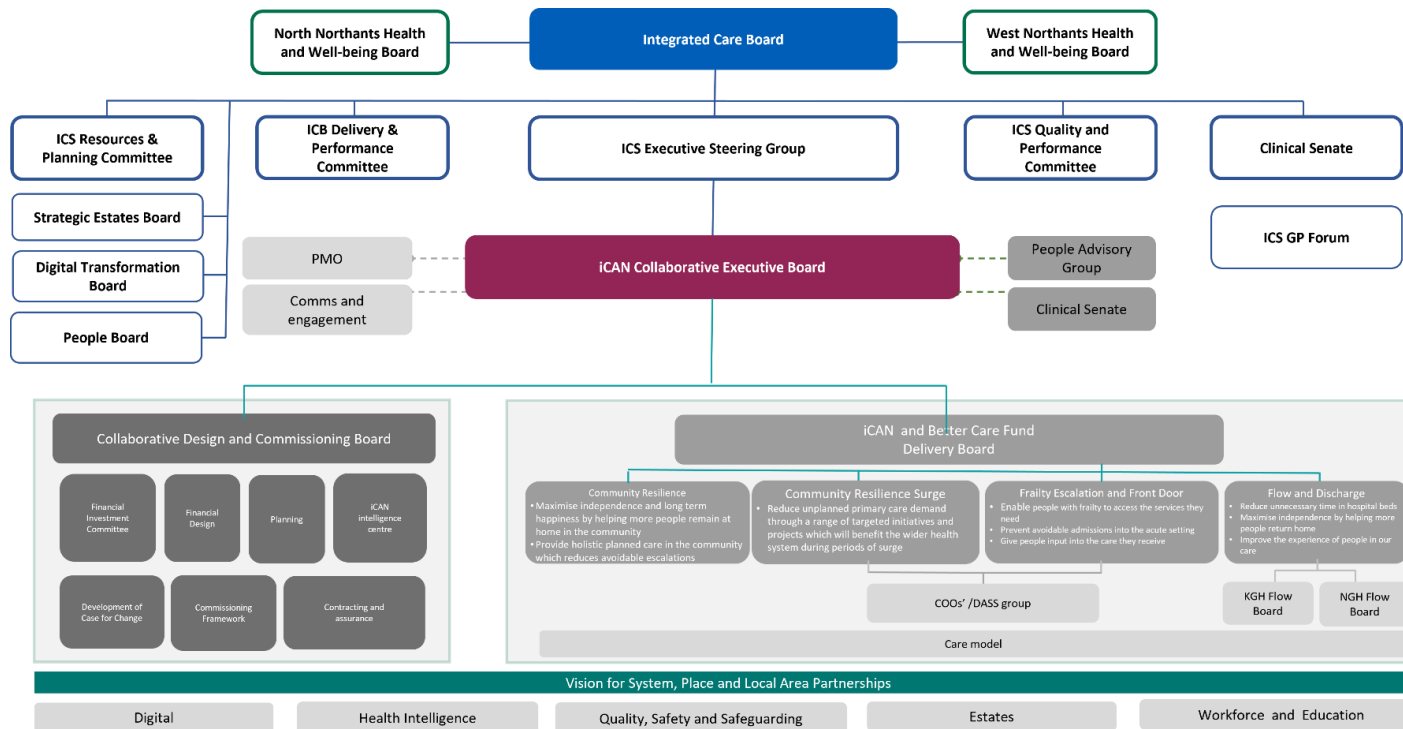 North Northants Health
and Well-being Board
Integrated Care Board
West Northants Health
and Well-being Board
ICS Resources &
Planning Committee
ICB Delivery &
Performance
Committee
ICS Executive Steering Group
ICS Quality and
Performance
Committee
Clinical Senate
Strategic Estates Board
Digital Transformation
Board
People Board
ICS GP Forum
PMO
Comms and
engagement
iCAN Collaborative Executive Board
People Advisory
Group
Clinical Senate
Collaborative Design and Commissioning Board
Financial
Investment
Committee
Financial
Design
Planning
iCAN
intelligence
centre
Development of
Case for Change
Commissioning
Framework
Contracting and
assurance
iCAN and Better Care Fund
Delivery Board
Community Resilience
• Maximise independence and long term
happiness by helping more people remain at
home in the community
• Provide holistic planned care in the community
which reduces avoidable escalations
Community Resilience Surge
• Reduce unplanned primary care demand
through a range of targeted initiatives and
projects which will benefit the wider health
system during periods of surge
Frailty Escalation and Front Door
• Enable people with frailty to access the services they
need
• Prevent avoidable admissions into the acute setting
• Give people input into the care they receive
Flow and Discharge
• Reduce unnecessary time in hospital beds
• Maximise independence by helping more
people return home
• Improve the experience of people in our
care
COOs' /DASS group
KGH Flow
Board
NGH Flow
Board
Care model
Vision for System, Place and Local Area Partnerships
Digital
Health Intelligence
Quality, Safety and Safeguarding
Estates
Workforce and Education